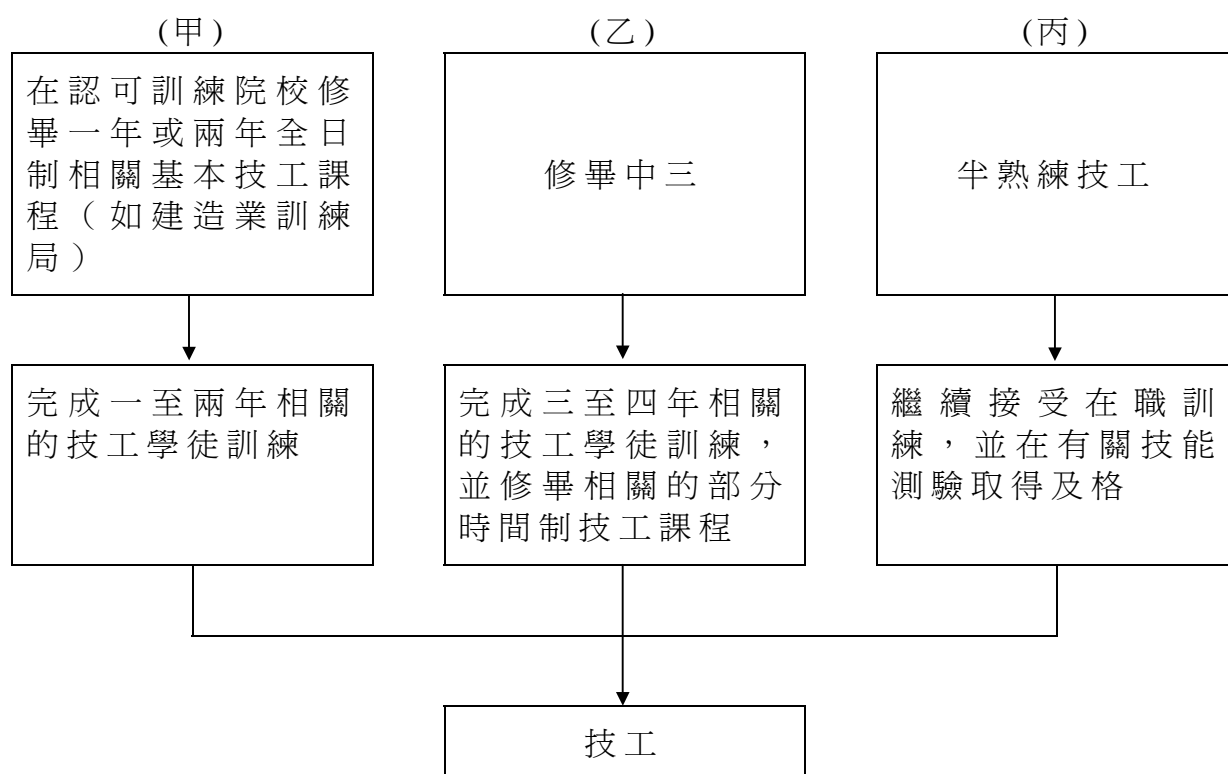 (甲)
(乙)
(丙)
在認可訓練院校修
畢一年或兩年全日
制相關基本技工課
程（如建造業訓練
局）
修畢中三
半熟練技工
完成一至兩年相關
的技工學徒訓練
完成三至四年相關
的技工學徒訓練，
並修畢相關的部分
時間制技工課程
繼續接受在職訓
練，並在有關技能
測驗取得及格
技工